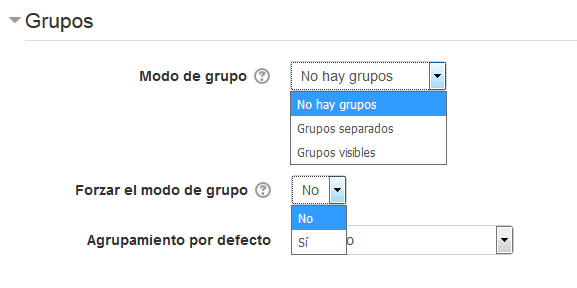 Grupos
Modo de grupo
No hay grupos
No hay grupos
Grupos separados
Grupos visibles
Forzar el modo de grupo
No
No
Sí
Agrupamiento por defecto